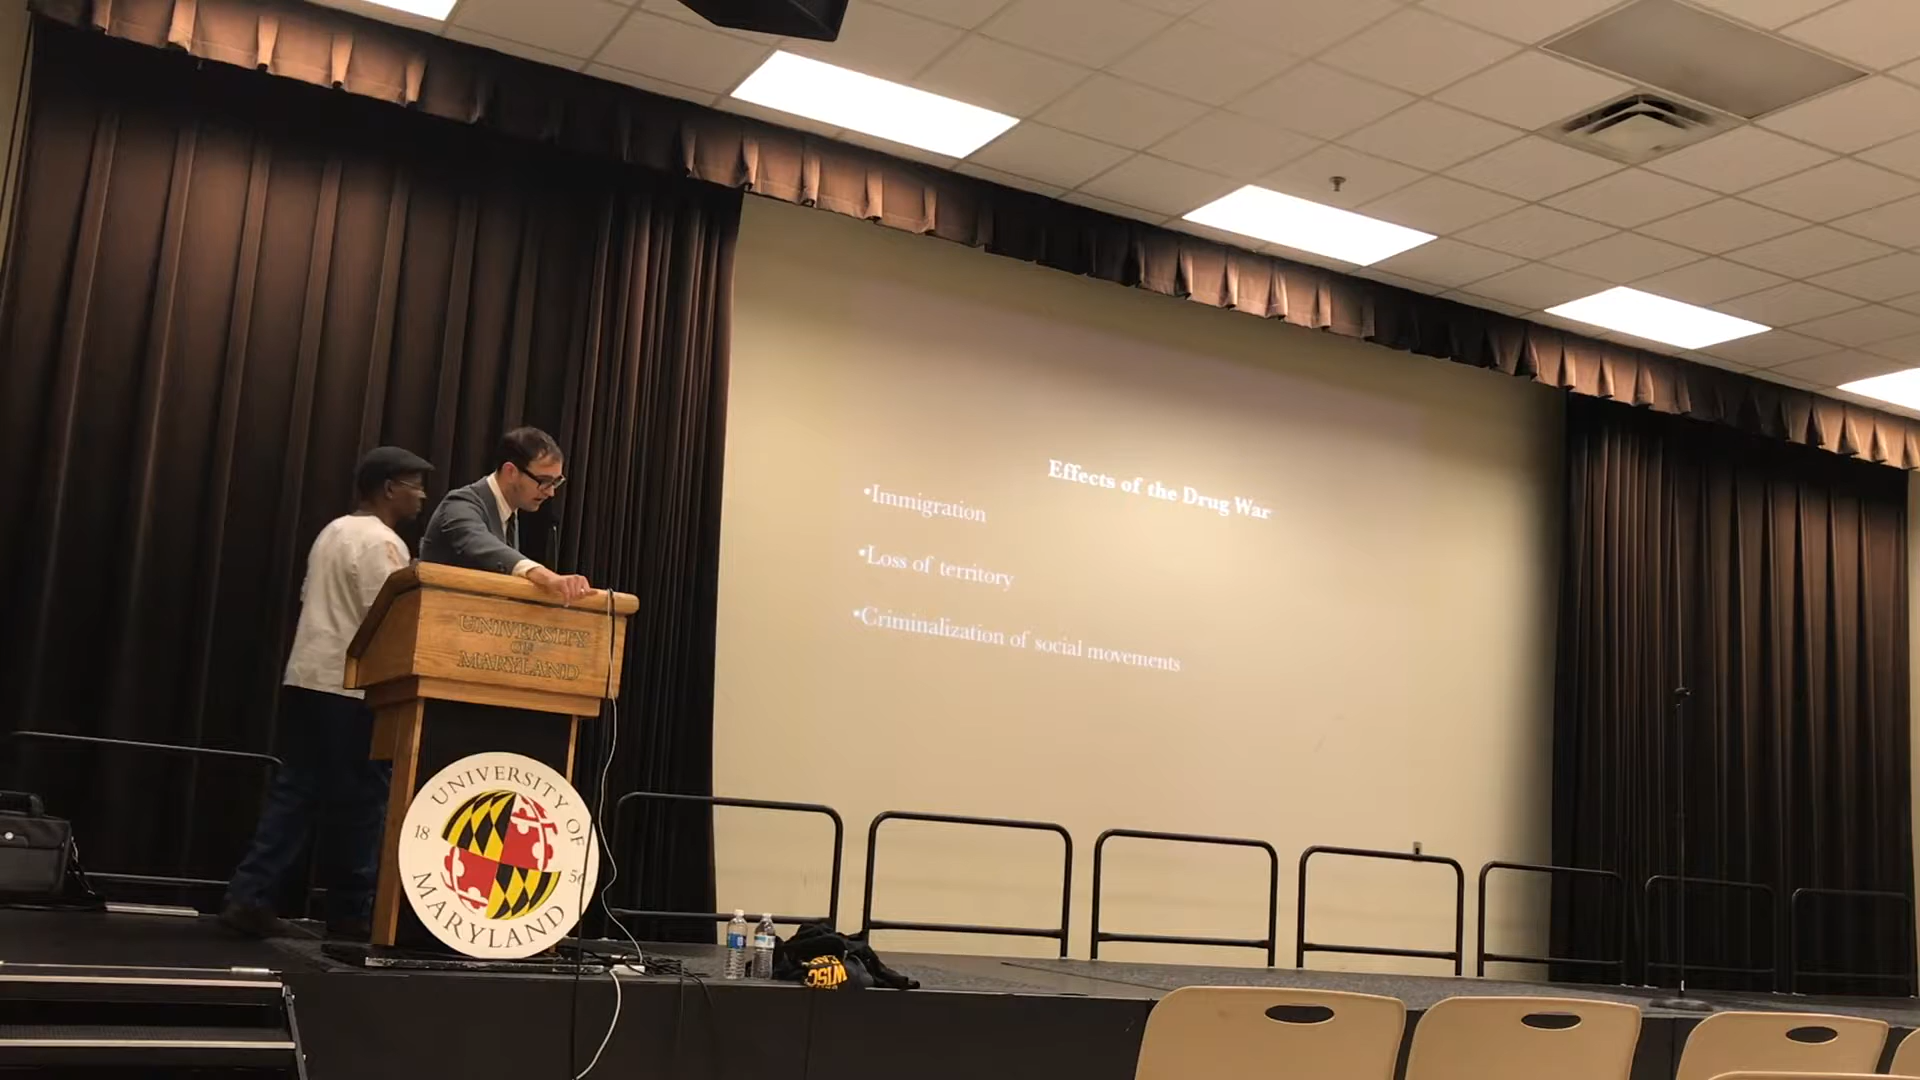 Effects of the Drug War
•Immigration
•Loss of territory
•Criminalization of social movements
UNIVERSITY
OF
MARYLAND
UNIVERSITY OF
18 56
MARYLAND
WISC